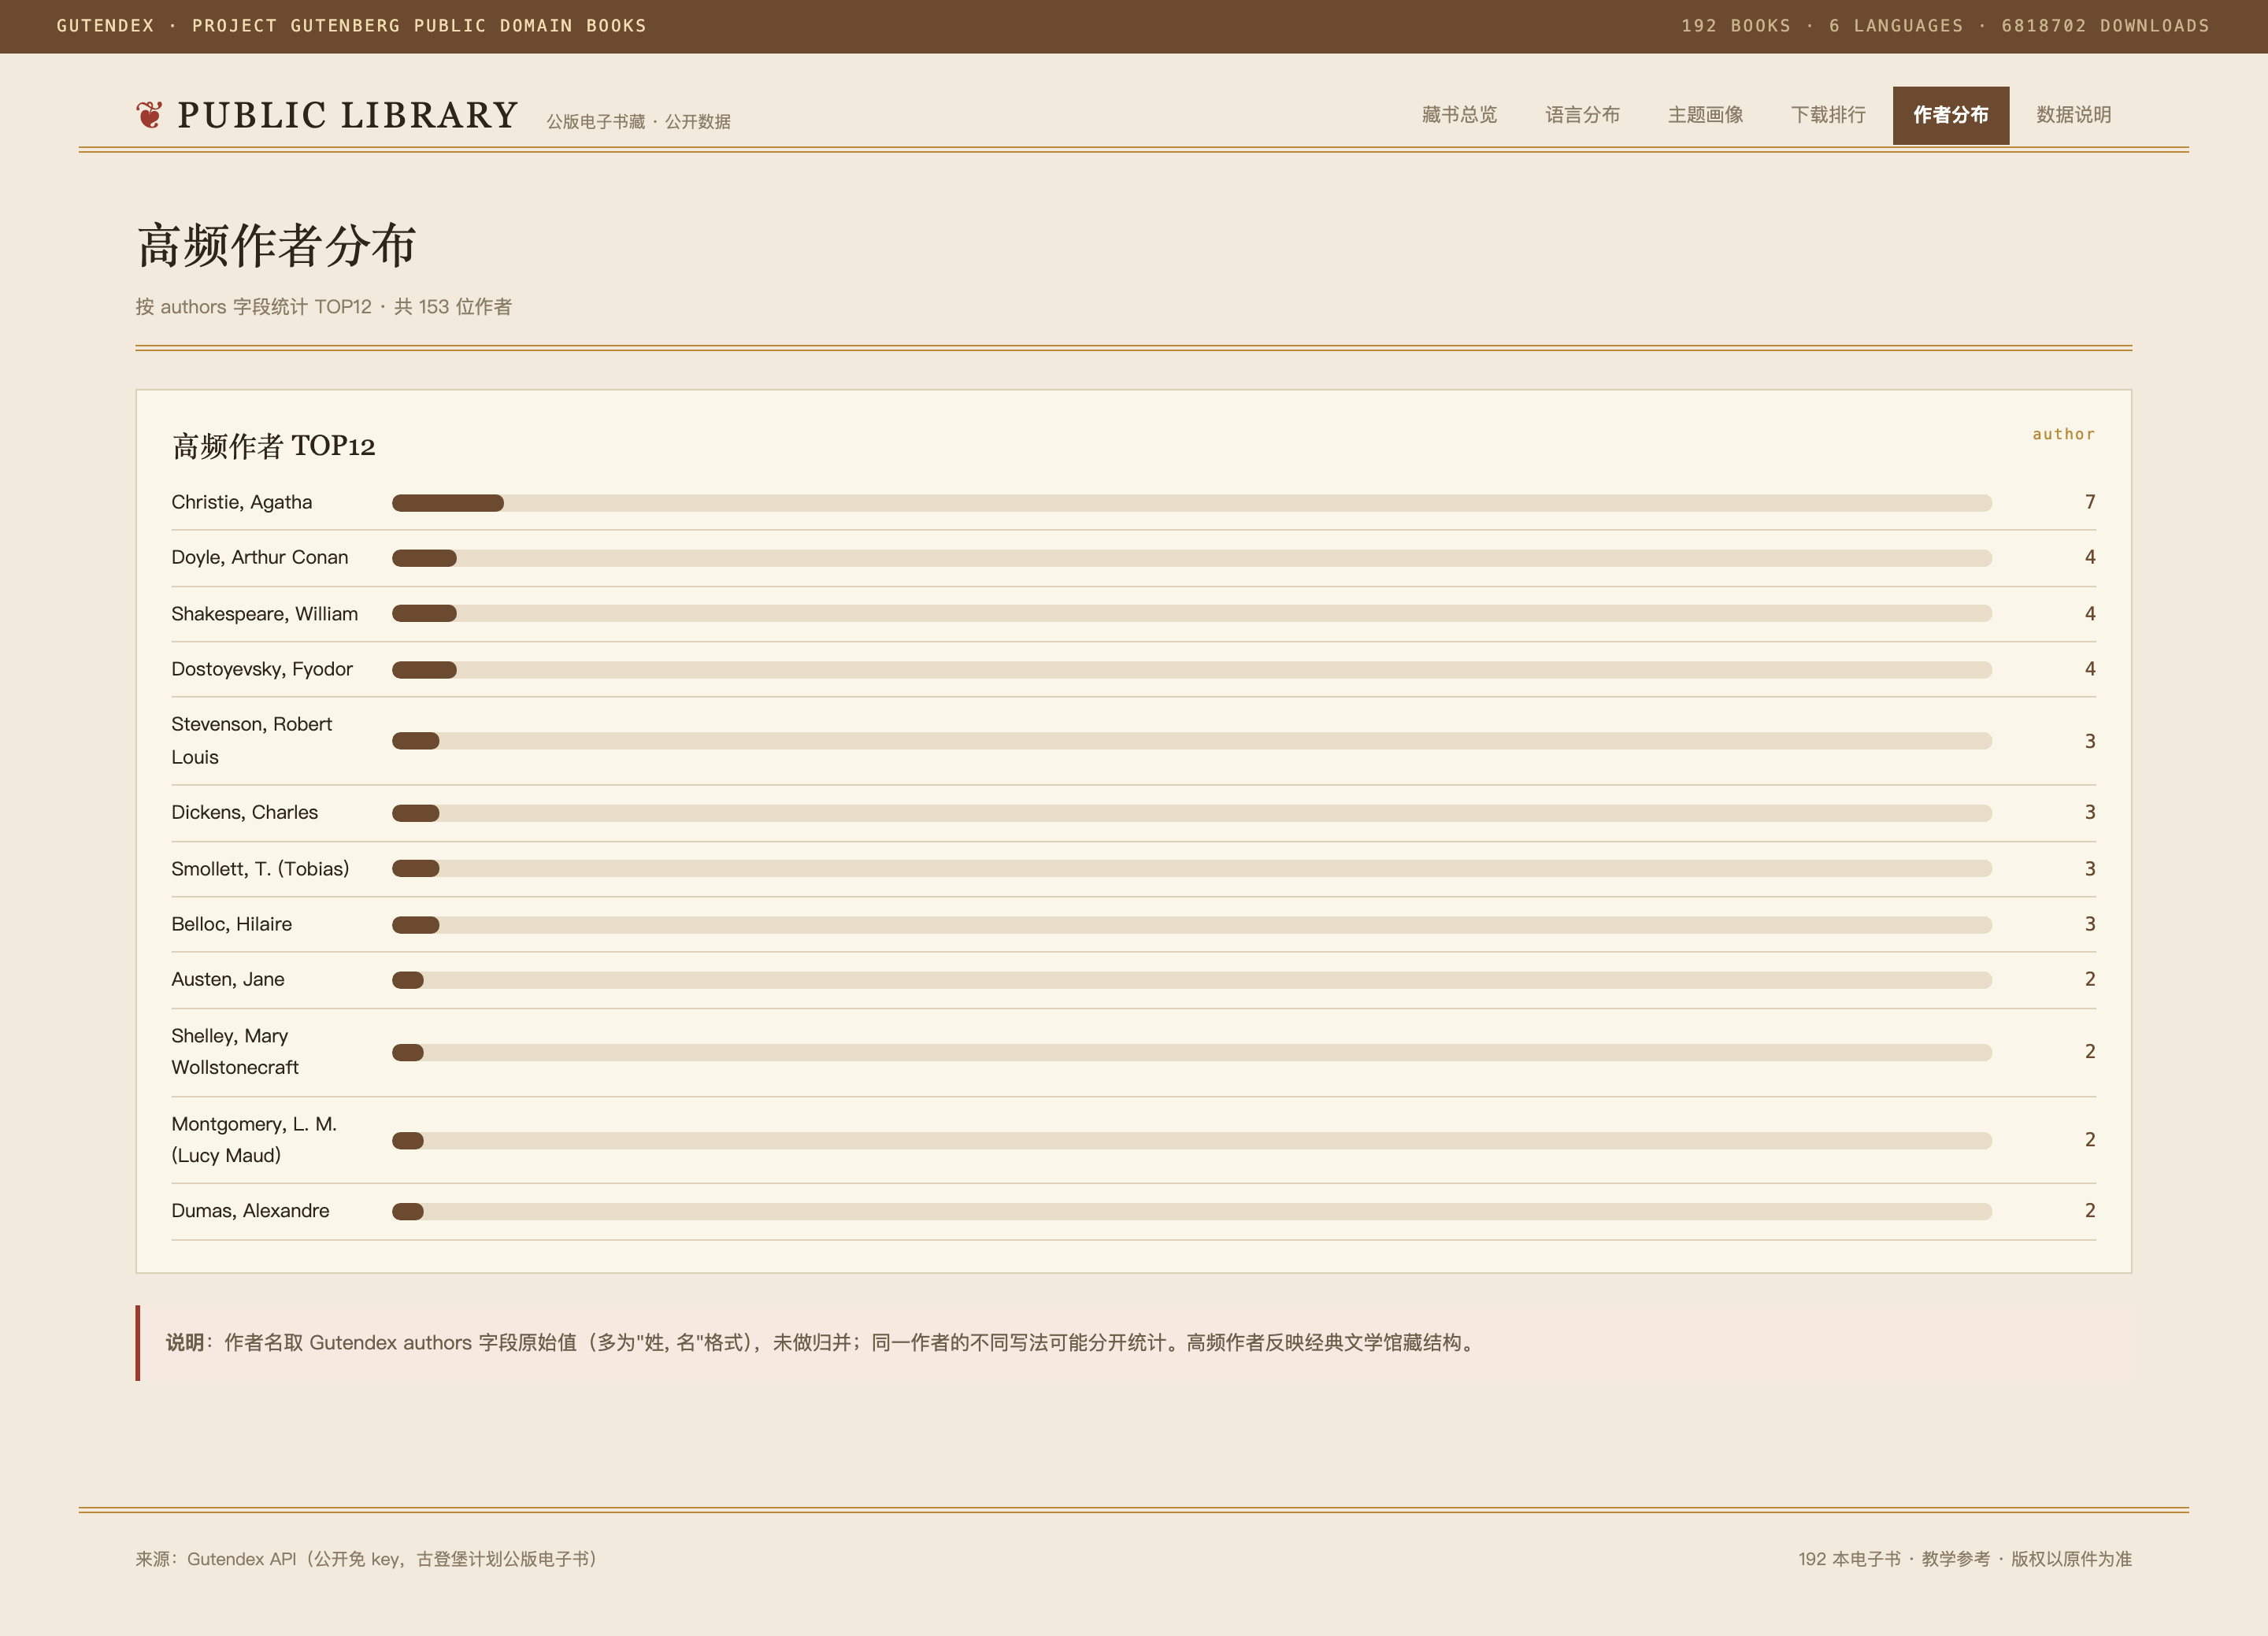 GUTENDEX · PROJECT GUTENBERG PUBLIC DOMAIN BOOKS
192 BOOKS · 6 LANGUAGES · 6818702 DOWNLOADS
❦ PUBLIC LIBRARY 公版电子书藏 · 公开数据
藏书总览 语言分布 主题画像 下载排行 作者分布 数据说明
高频作者分布
按 authors 字段统计 TOP12 · 共 153 位作者
高频作者 TOP12
author
Christie, Agatha 7
Doyle, Arthur Conan 4
Shakespeare, William 4
Dostoyevsky, Fyodor 4
Stevenson, Robert
Louis 3
Dickens, Charles 3
Smollett, T. (Tobias) 3
Belloc, Hilaire 3
Austen, Jane 2
Shelley, Mary
Wollstonecraft 2
Montgomery, L. M.
(Lucy Maud) 2
Dumas, Alexandre 2
说明：作者名取 Gutendex authors 字段原始值（多为"姓, 名"格式），未做归并；同一作者的不同写法可能分开统计。高频作者反映经典文学馆藏结构。
来源：Gutendex API（公开免 key，古登堡计划公版电子书）
192 本电子书 · 教学参考 · 版权以原件为准